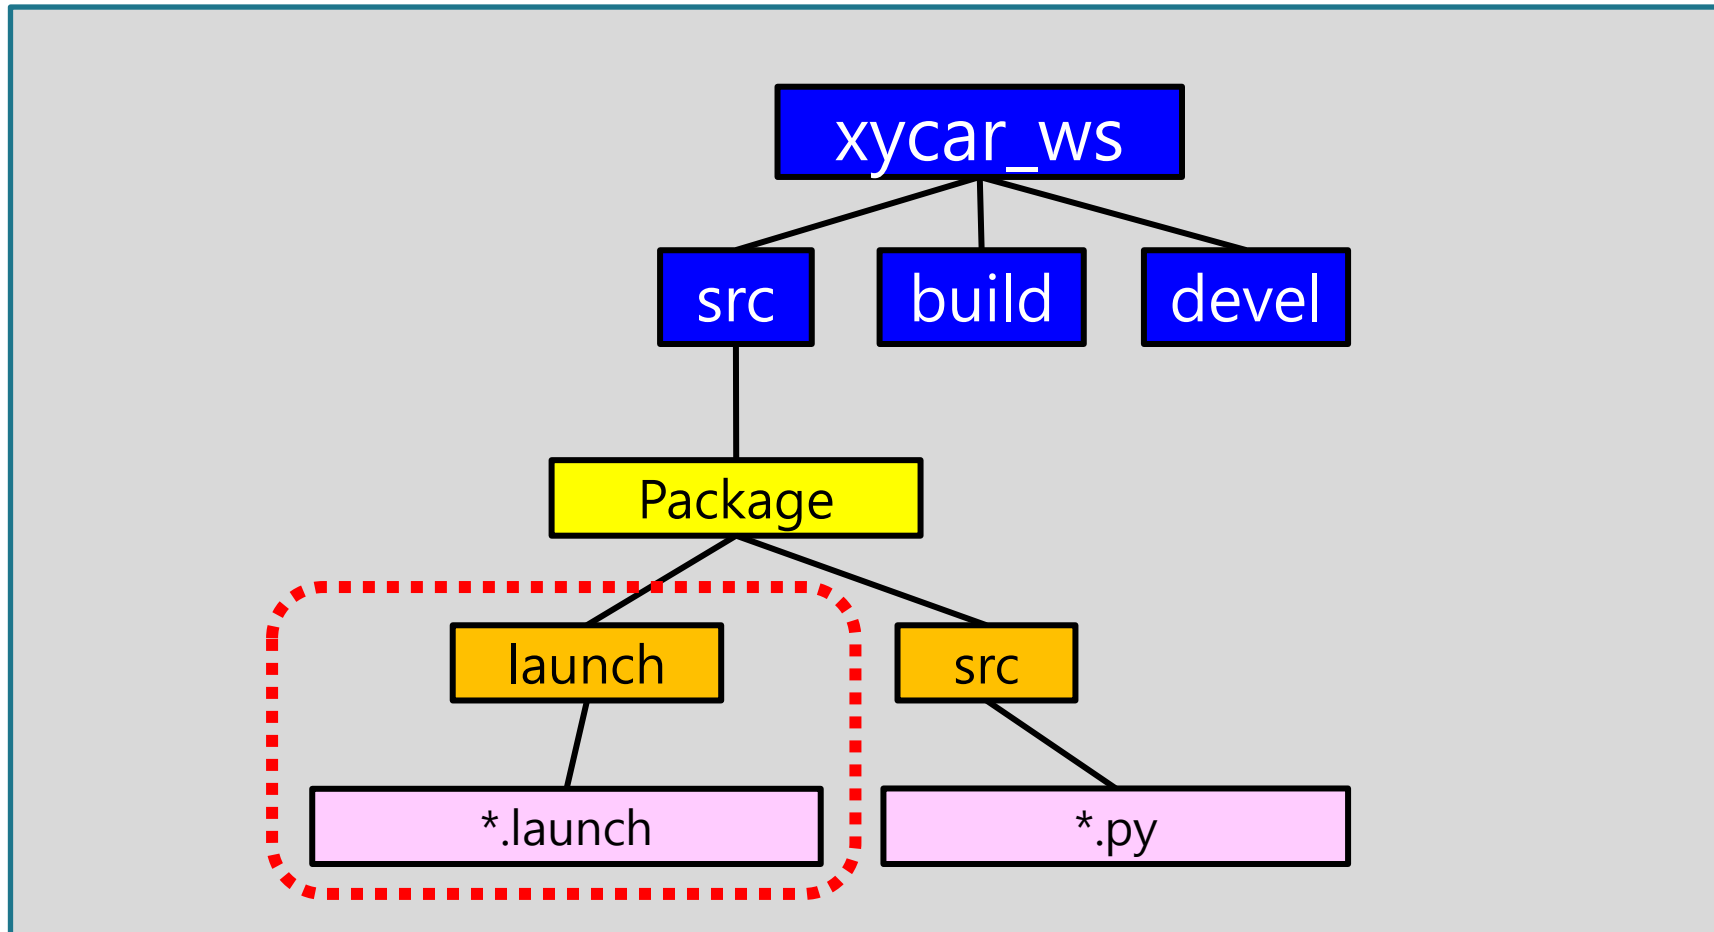 xycar_ws
src
build
devel
Package
launch
src
*.launch
*.py